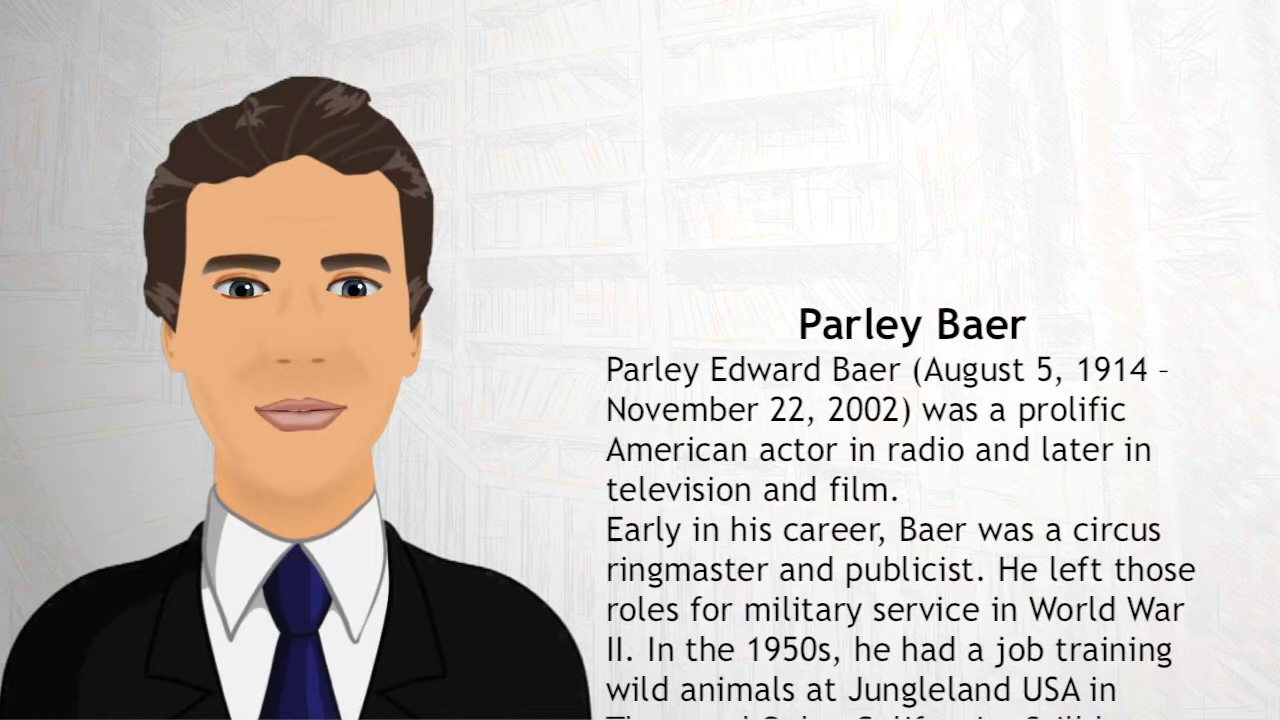 Parley Baer
Parley Edward Baer (August 5, 1914 –
November 22, 2002) was a prolific
American actor in radio and later in
television and film.
Early in his career, Baer was a circus
ringmaster and publicist. He left those
roles for military service in World War
II. In the 1950s, he had a job training
wild animals at Jungleland USA in